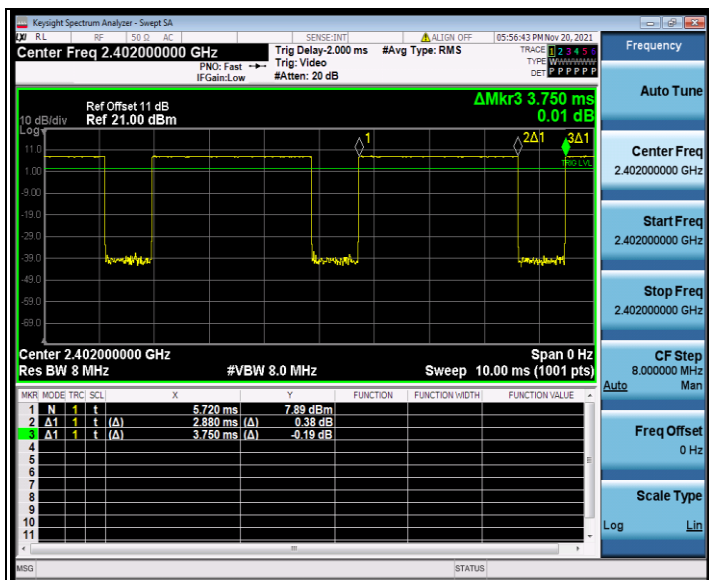 Keysight Spectrum Analyzer - Swept SA
LXI RL RF 50 Ω AC SENSE:INT ALIGN OFF 05:56:43 PM Nov 20, 2021
Center Freq 2.402000000 GHz Trig Delay-2.000 ms #Avg Type: RMS TRACE 1 2 3 4 5 6
PNO: Fast Trig: Video TYPE WWWWWW
IFGain:Low #Atten: 20 dB DET P P P P P P
ΔMkr3 3.750 ms
0.01 dB
Ref Offset 11 dB
10 dB/div Ref 21.00 dBm
Log
1 2Δ1 3Δ1
11.0
TRIG LVL
1.00
-9.00
-19.0
-29.0
-39.0
-49.0
-59.0
-69.0
Center 2.402000000 GHz Span 0 Hz
Res BW 8 MHz #VBW 8.0 MHz Sweep 10.00 ms (1001 pts)
MKR MODE TRC SCL X Y FUNCTION FUNCTION WIDTH FUNCTION VALUE
1 N 1 t 5.720 ms 7.89 dBm
2 Δ1 1 t (Δ) 2.880 ms (Δ) 0.38 dB
3 Δ1 1 t (Δ) 3.750 ms (Δ) -0.19 dB
4
5
6
7
8
9
10
11
MSG STATUS
Frequency
Auto Tune
Center Freq
2.402000000 GHz
Start Freq
2.402000000 GHz
Stop Freq
2.402000000 GHz
CF Step
8.000000 MHz
Auto Man
Freq Offset
0 Hz
Scale Type
Log Lin